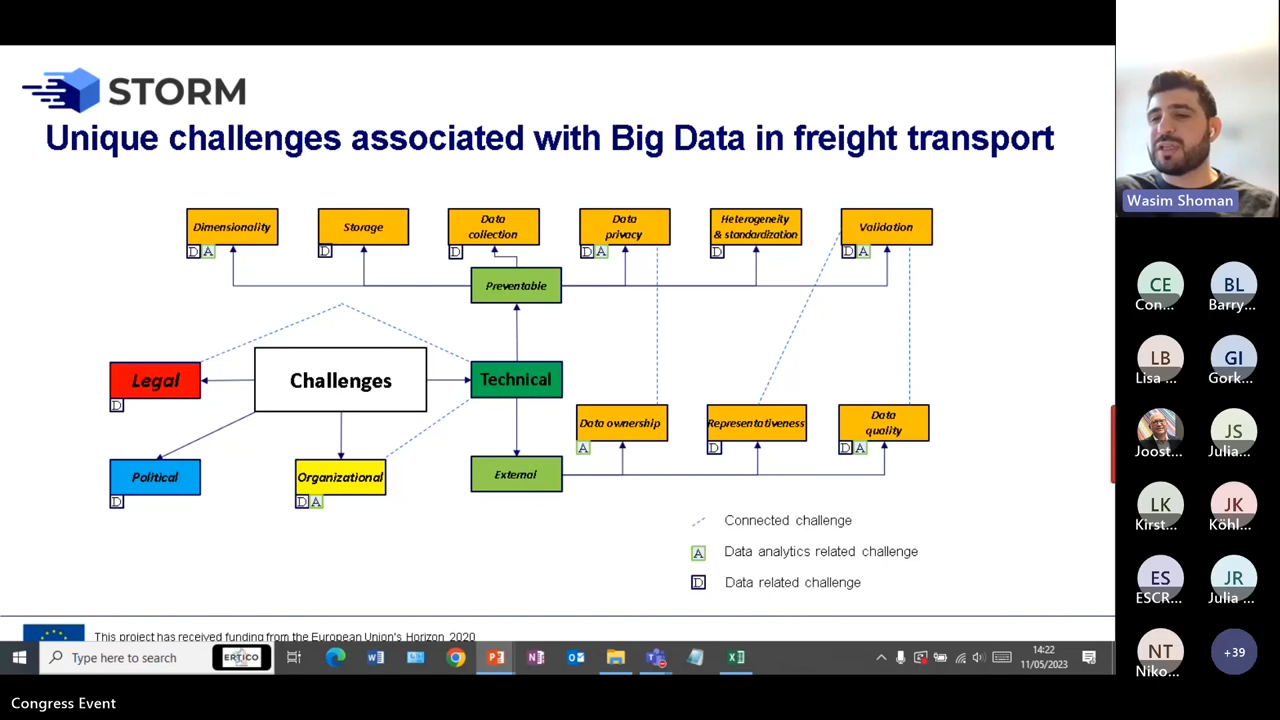 STORM
Unique challenges associated with Big Data in freight transport
Dimensionality
D A
Storage
D
Data
collection
D
Data
privacy
D A
Heterogeneity
& standardization
D
Validation
D A
Preventable
Legal
D
Challenges
Technical
Data ownership
A
Representativeness
D
Data
quality
D A
Political
D
Organizational
D A
External
Connected challenge
A Data analytics related challenge
D Data related challenge
This project has received funding from the European Union's Horizon 2020
Type here to search
ERTICO
14:22
11/05/2023
Wasim Shoman
CE
Con...
BL
Barry...
LB
Lisa ...
GI
Gork...
Joost...
JS
Julia...
LK
Kirst...
JK
Köhl...
ES
ESCR...
JR
Julia ...
NT
Niko...
+39
Congress Event